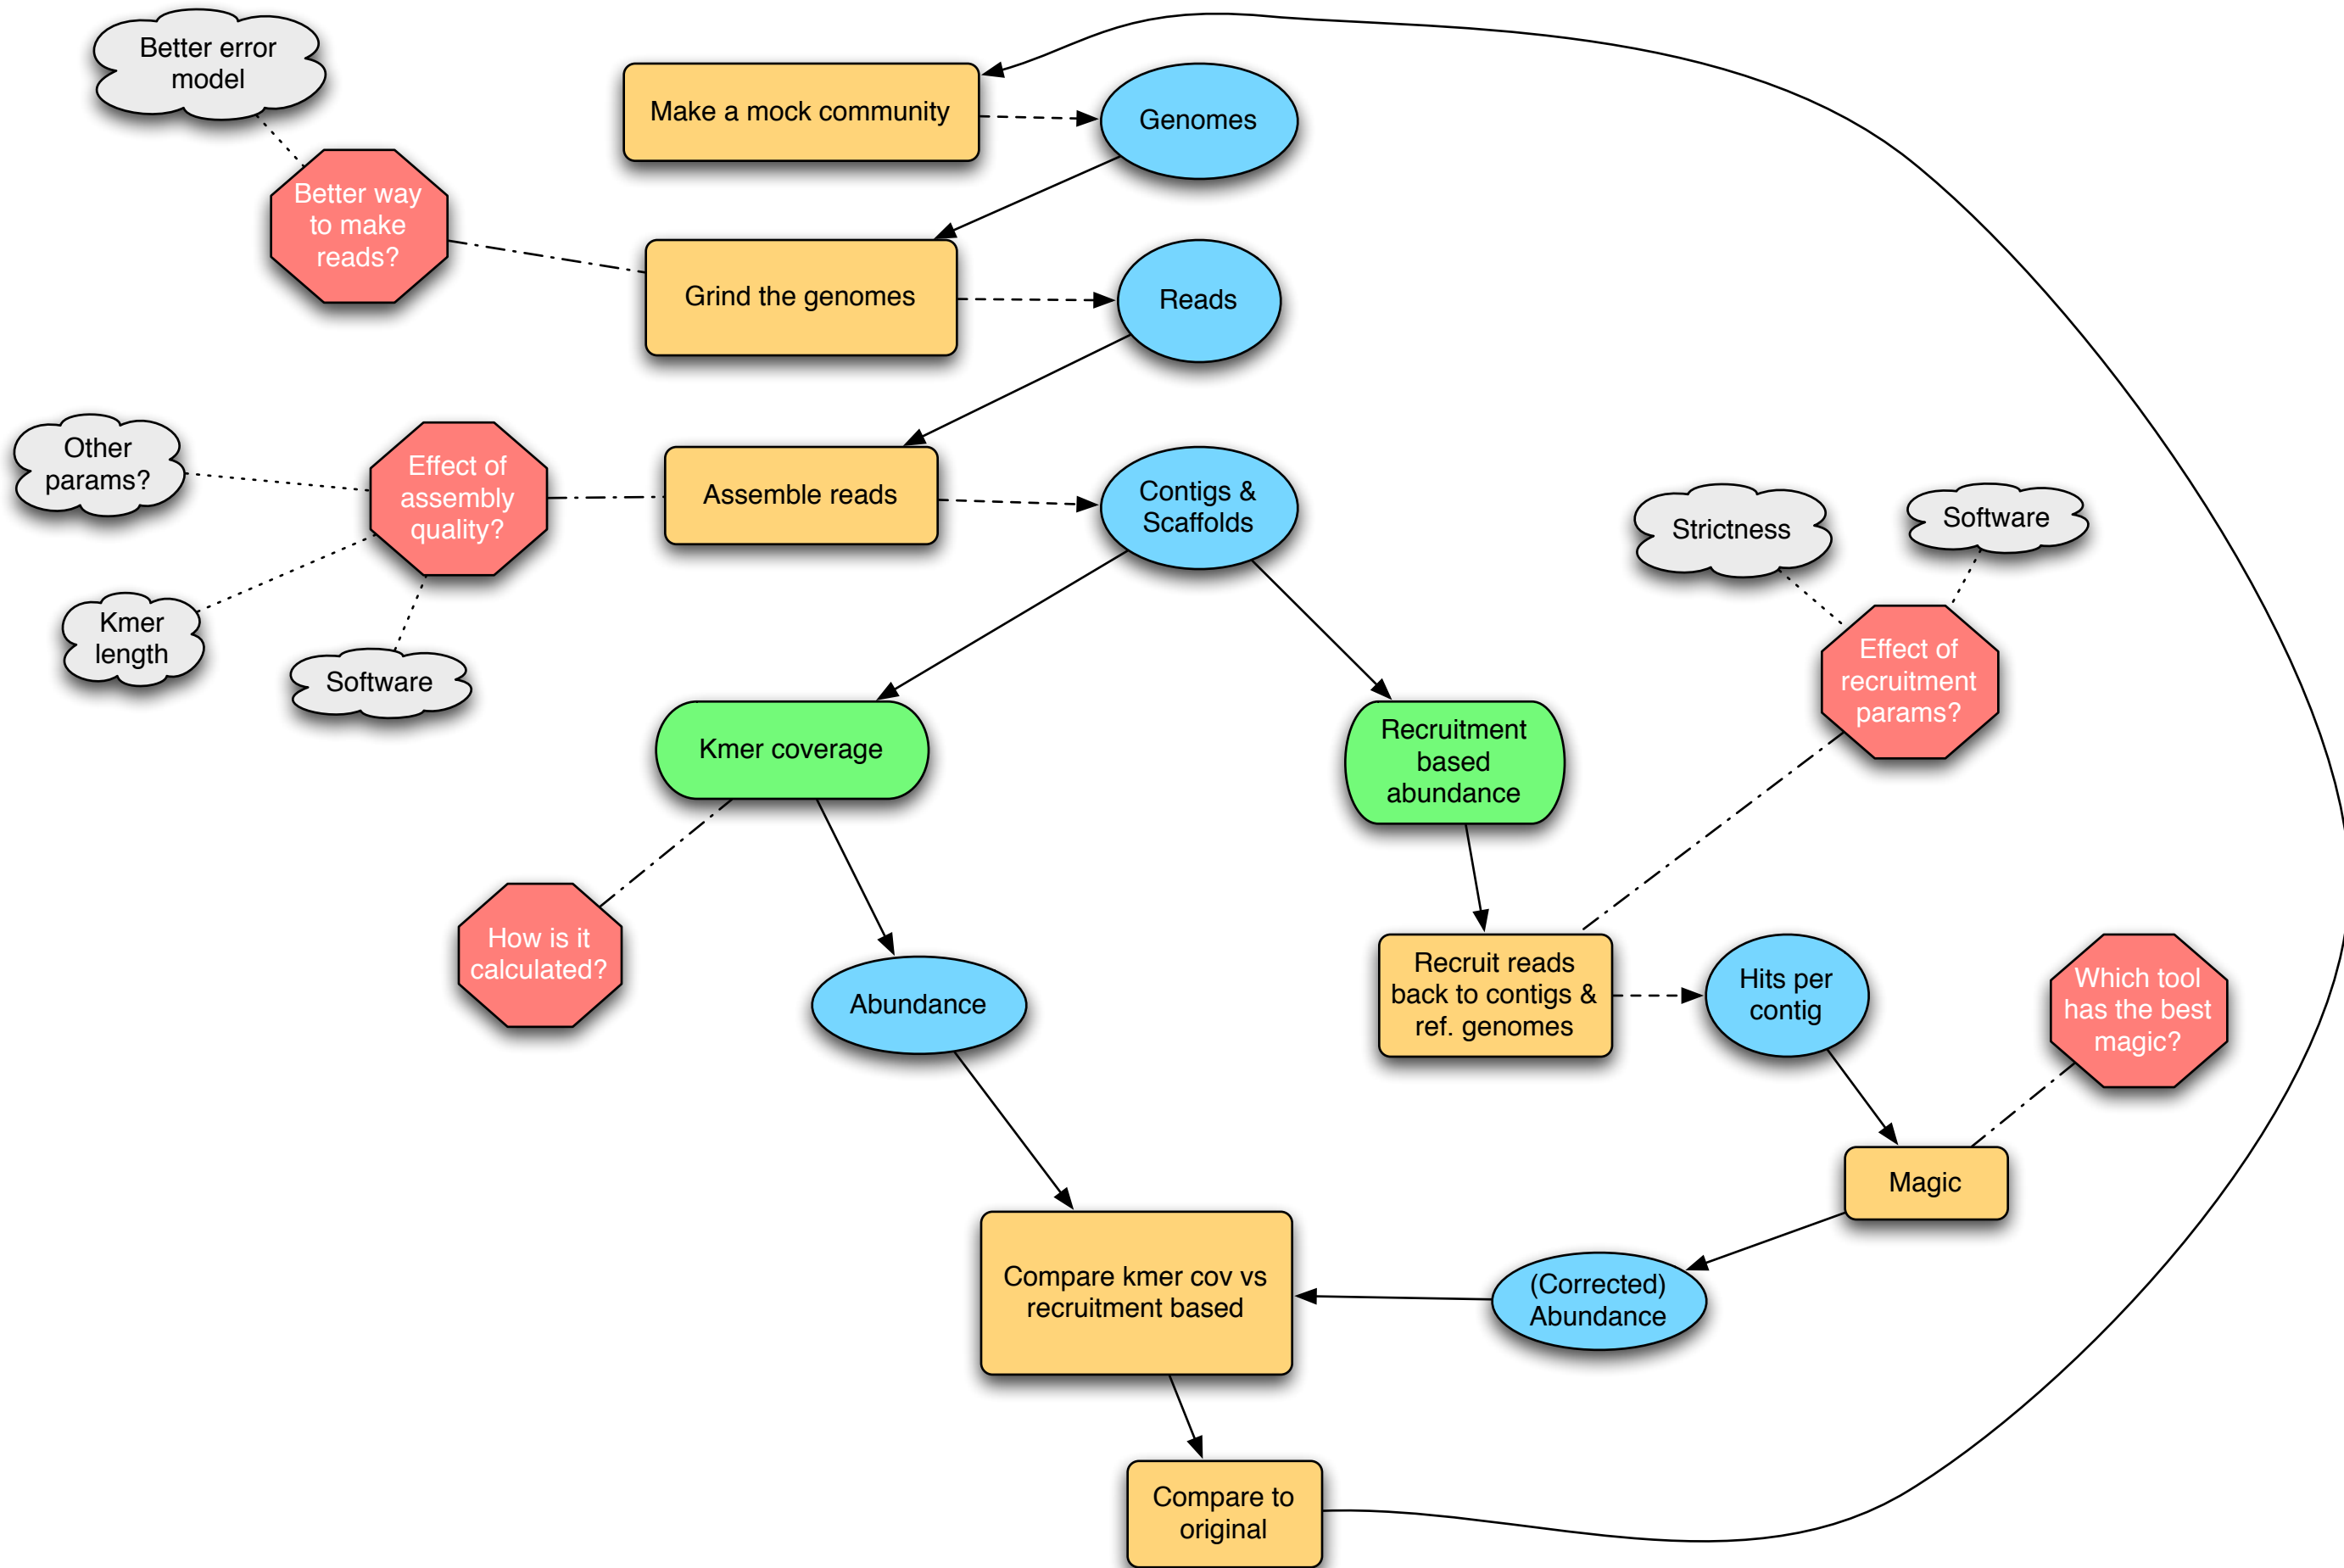 Better error
model
Make a mock community
Genomes
Better way
to make
reads?
Grind the genomes
Reads
Other
params?
Effect of
assembly
quality?
Assemble reads
Contigs &
Scaffolds
Strictness
Software
Kmer
length
Software
Effect of
recruitment
params?
Kmer coverage
Recruitment
based
abundance
How is it
calculated?
Abundance
Recruit reads
back to contigs &
ref. genomes
Hits per
contig
Which tool
has the best
magic?
Magic
Compare kmer cov vs
recruitment based
(Corrected)
Abundance
Compare to
original